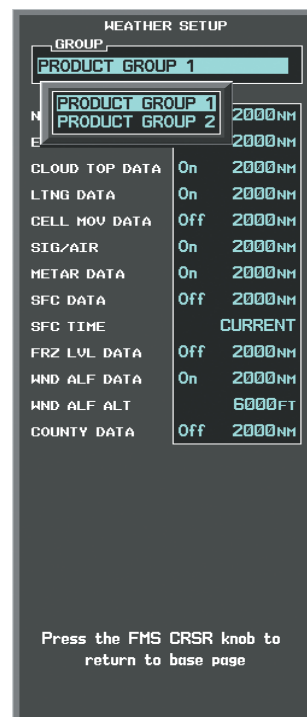 WEATHER SETUP
GROUP
PRODUCT GROUP 1
PRODUCT GROUP 1
PRODUCT GROUP 2
N 2000NM
E 2000NM
CLOUD TOP DATA On 2000NM
LTNG DATA On 2000NM
CELL MOV DATA Off 2000NM
SIG/AIR On 2000NM
METAR DATA On 2000NM
SFC DATA Off 2000NM
SFC TIME CURRENT
FRZ LVL DATA Off 2000NM
WND ALF DATA On 2000NM
WND ALF ALT 6000FT
COUNTY DATA Off 2000NM
Press the FMS CRSR knob to
return to base page